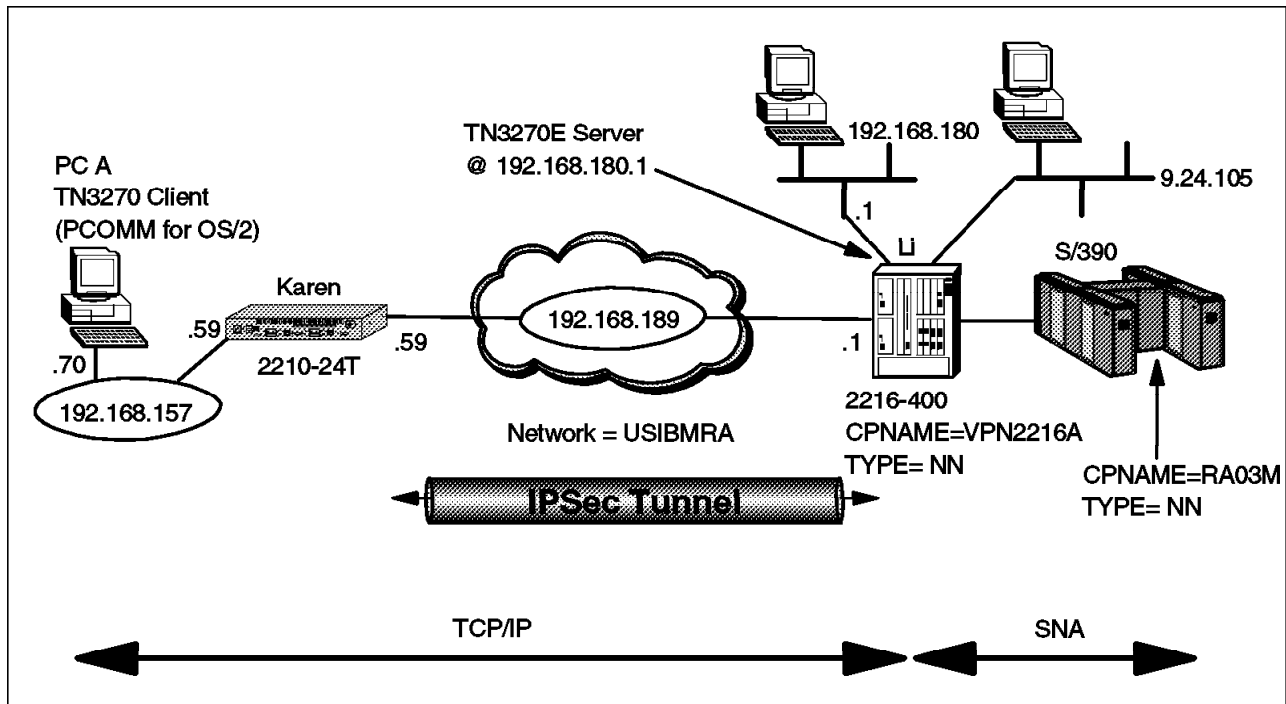 TN3270E Server
@ 192.168.180.1
192.168.180
9.24.105
.1
PC A
TN3270 Client
(PCOMM for OS/2)
Karen
.59
.59
2210-24T
.70
192.168.157
192.168.189
Li
.1
S/390
2216-400
CPNAME=VPN2216A
TYPE= NN
Network = USIBMRA
CPNAME=RA03M
TYPE= NN
IPSec Tunnel
TCP/IP
SNA